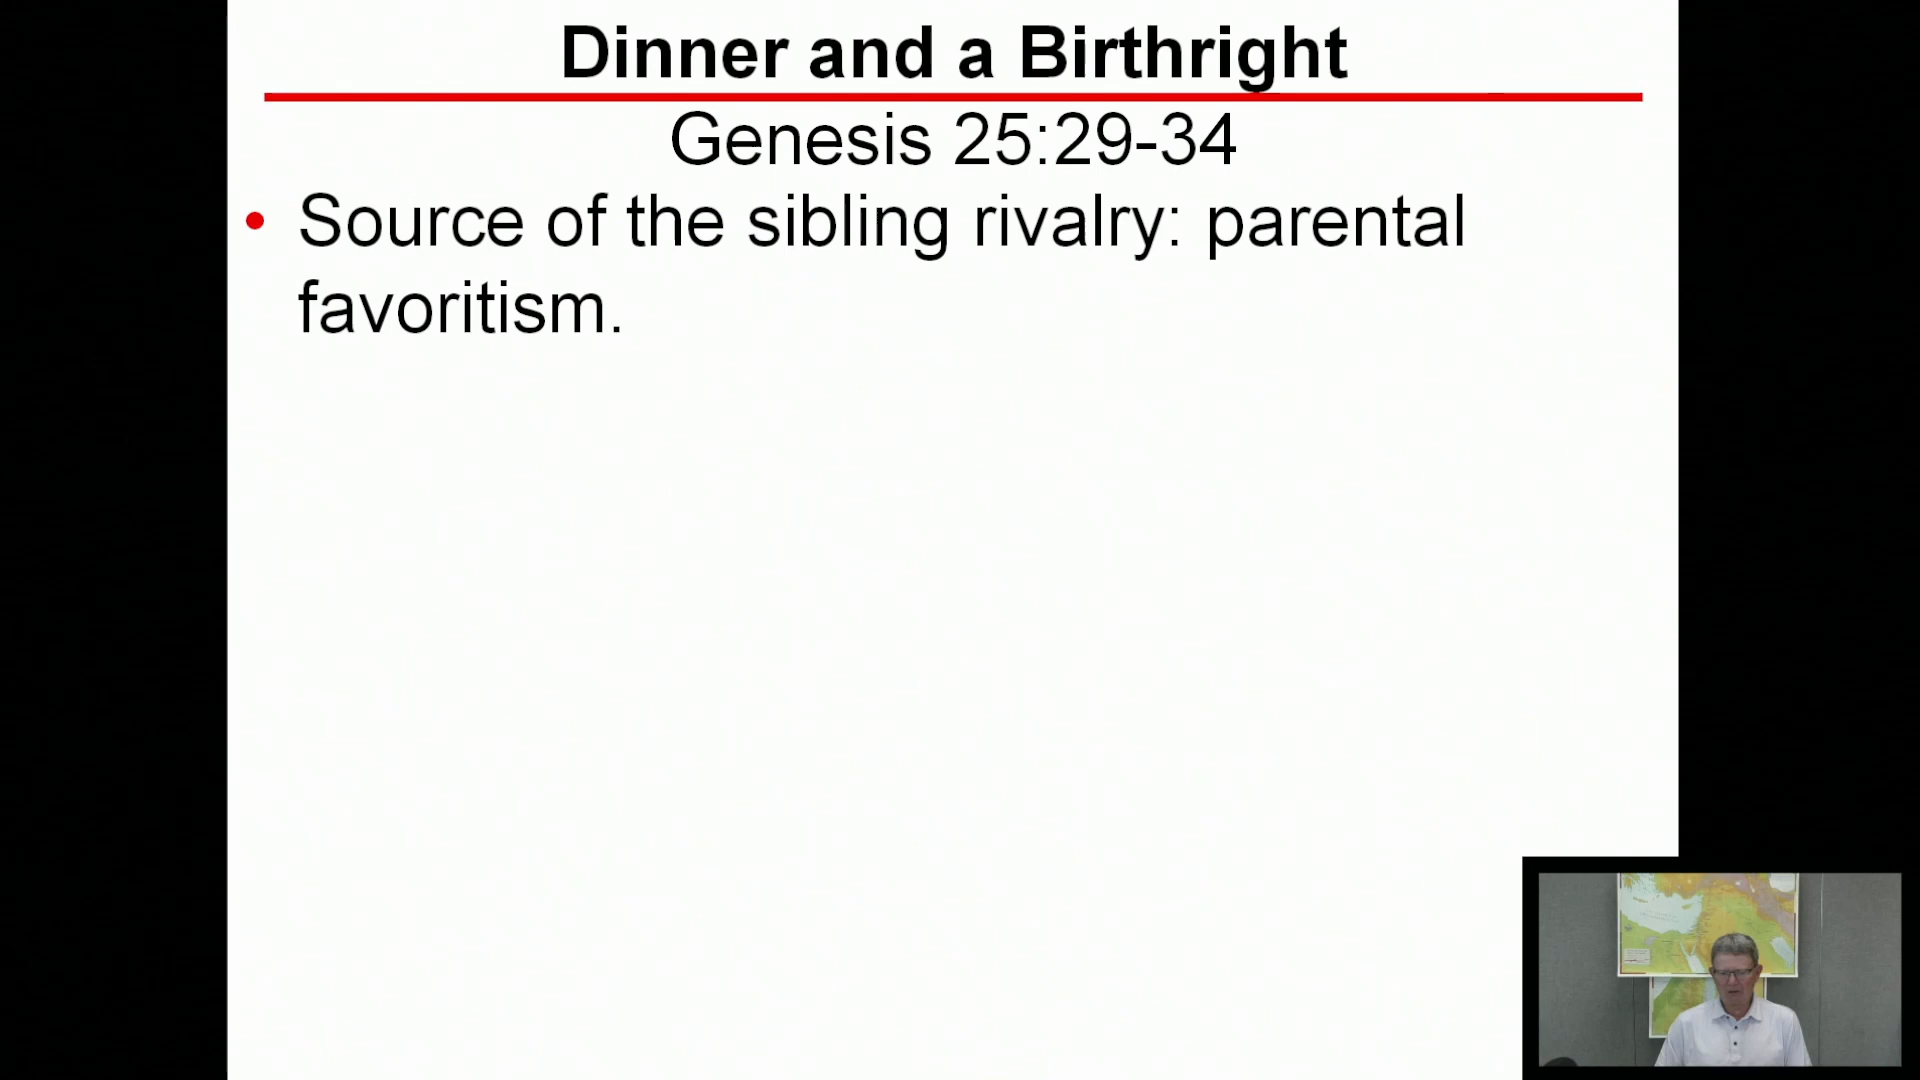 Dinner and a Birthright
Genesis 25:29-34
• Source of the sibling rivalry: parental
favoritism.